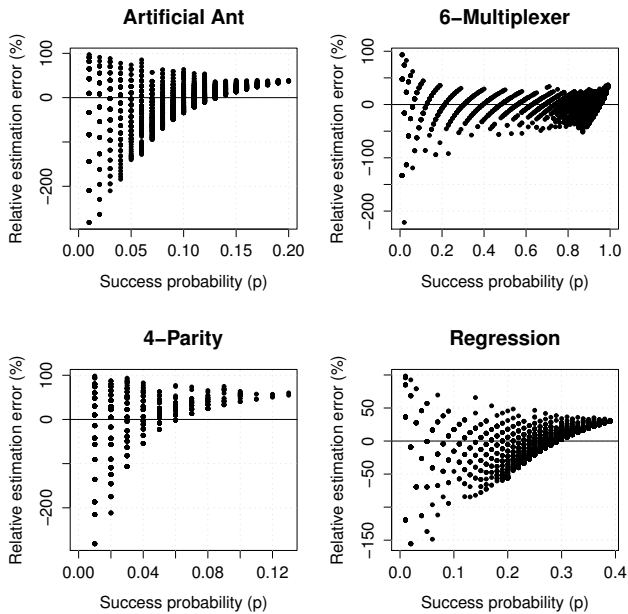 Artificial Ant
Relative estimation error (%)
100
0
−200
0.00 0.05 0.10 0.15 0.20
Success probability (p)
6−Multiplexer
Relative estimation error (%)
100
0
−100
−200
0.0 0.2 0.4 0.6 0.8 1.0
Success probability (p)
4−Parity
Relative estimation error (%)
100
0
−200
0.00 0.04 0.08 0.12
Success probability (p)
Regression
Relative estimation error (%)
50
0
−50
−150
0.0 0.1 0.2 0.3 0.4
Success probability (p)